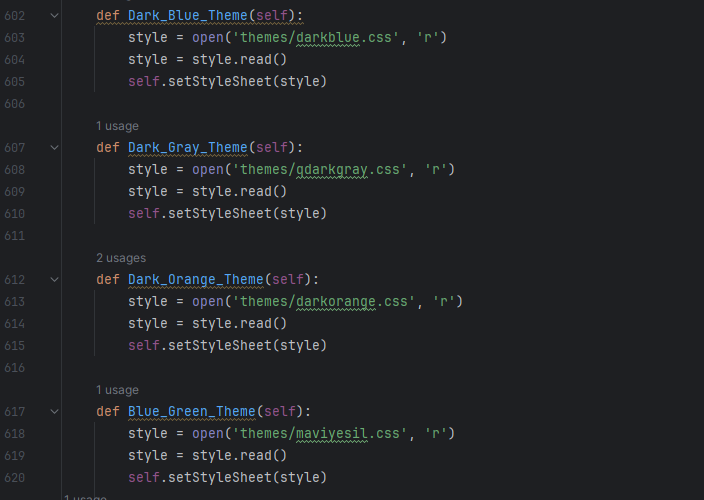 602 def Dark_Blue_Theme(self):
603 style = open('themes/darkblue.css', 'r')
604 style = style.read()
605 self.setStyleSheet(style)
606
1 usage
607 def Dark_Gray_Theme(self):
608 style = open('themes/qdarkgray.css', 'r')
609 style = style.read()
610 self.setStyleSheet(style)
611
2 usages
612 def Dark_Orange_Theme(self):
613 style = open('themes/darkorange.css', 'r')
614 style = style.read()
615 self.setStyleSheet(style)
616
1 usage
617 def Blue_Green_Theme(self):
618 style = open('themes/maviyesil.css', 'r')
619 style = style.read()
620 self.setStyleSheet(style)
1 usage